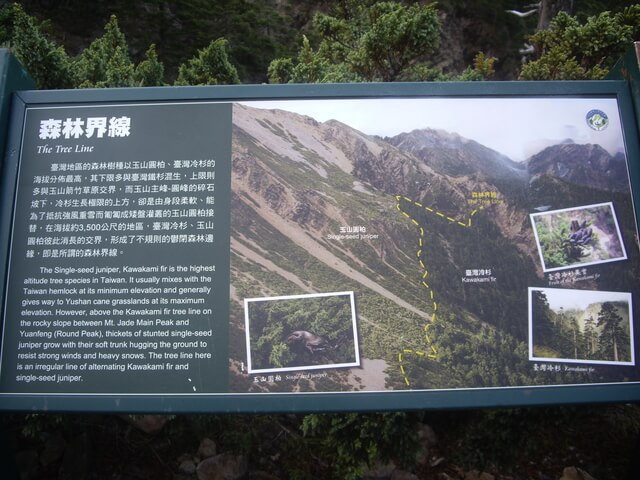 森林界線
The Tree Line
臺灣地區的森林樹種以玉山圓柏、臺灣冷杉的
海拔分佈最高，其下限多與臺灣鐵杉混生，上限則
多與玉山箭竹草原交界，而玉山主峰-圓峰的碎石
坡下，冷杉生長極限的上方，卻是由身段柔軟、能
為了抵抗強風重雪而匍匐成矮盤灌叢的玉山圓柏接
替，在海拔約3,500公尺的地區，臺灣冷杉、玉山
圓柏彼此消長的交界，形成了不規則的鬱閉森林邊
緣，即是所謂的森林界線。
The Single-seed juniper, Kawakami fir is the highest
altitude tree species in Taiwan. It usually mixes with the
Taiwan hemlock at its minimum elevation and generally
gives way to Yushan cane grasslands at its maximum
elevation. However, above the Kawakami fir tree line on
the rocky slope between Mt. Jade Main Peak and
Yuanfeng (Round Peak), thickets of stunted single-seed
juniper grow with their soft trunk hugging the ground to
resist strong winds and heavy snows. The tree line here
is an irregular line of alternating Kawakami fir and
single-seed juniper.
森林界線
The Tree Line
玉山圓柏
Single-seed juniper
臺灣冷杉
Kawakami fir
臺灣冷杉果實
Fruit of the Kawakami fir
玉山圓柏 Single-seed juniper
臺灣冷杉 Kawakami fir